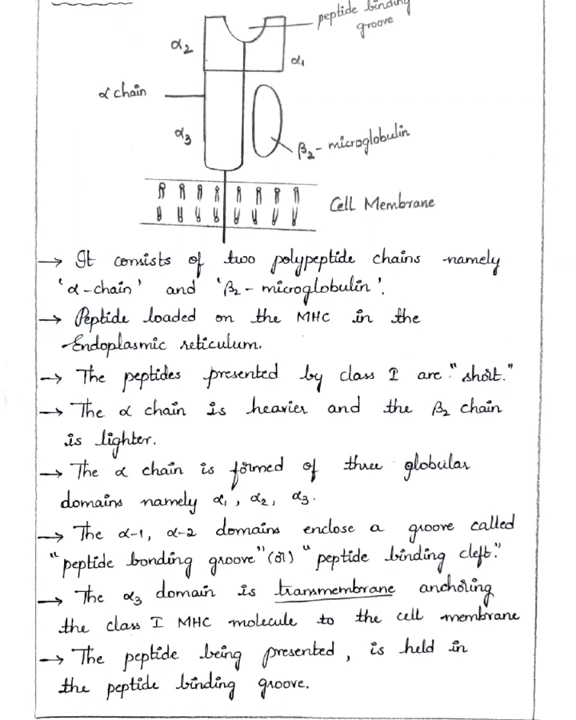 peptide binding
groove
α2
α1
α chain
α3
β2 - microglobulin
Cell Membrane
→ It consists of two polypeptide chains namely
'α-chain' and 'β2 - microglobulin'.
→ Peptide loaded on the MHC in the
Endoplasmic reticulum.
→ The peptides presented by class I are "short."
→ The α chain is heavier and the β2 chain
is lighter.
→ The α chain is formed of three globular
domains namely α1, α2, α3.
→ The α-1, α-2 domains enclose a groove called
"peptide bonding groove" (or) "peptide binding cleft."
→ The α3 domain is transmembrane anchoring
the class I MHC molecule to the cell membrane
→ The peptide being presented, is held in
the peptide binding groove.